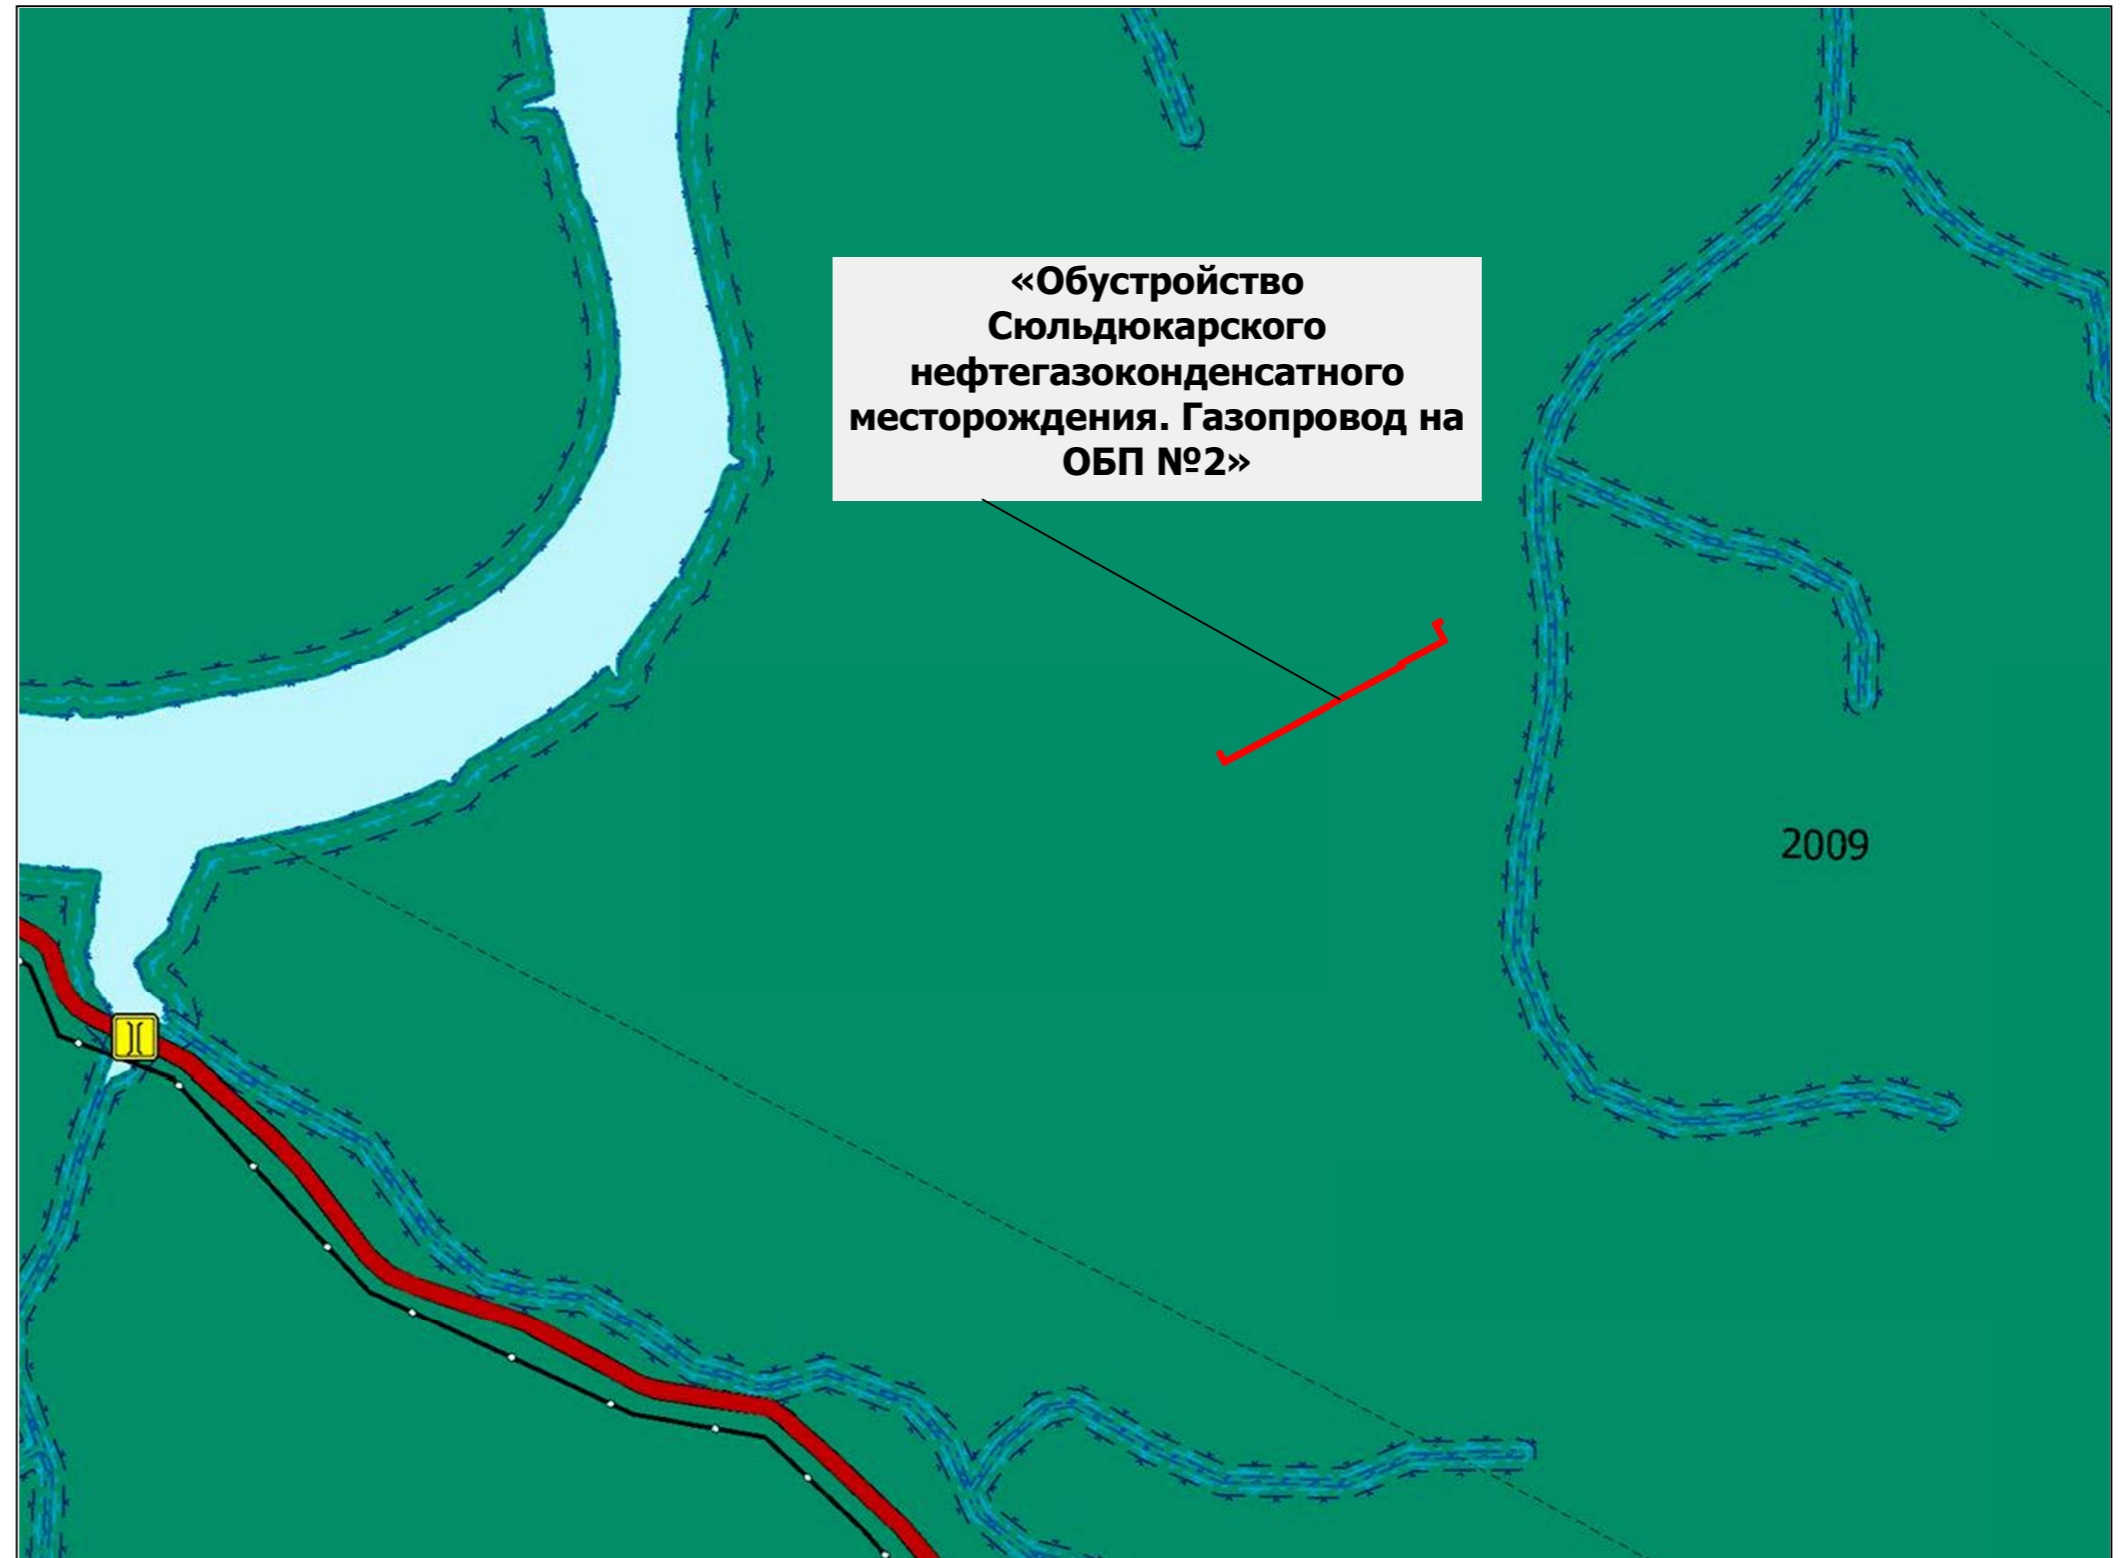 «Обустройство
Сюльдюкарского
нефтегазоконденсатного
месторождения. Газопровод на
ОБП №2»
2009